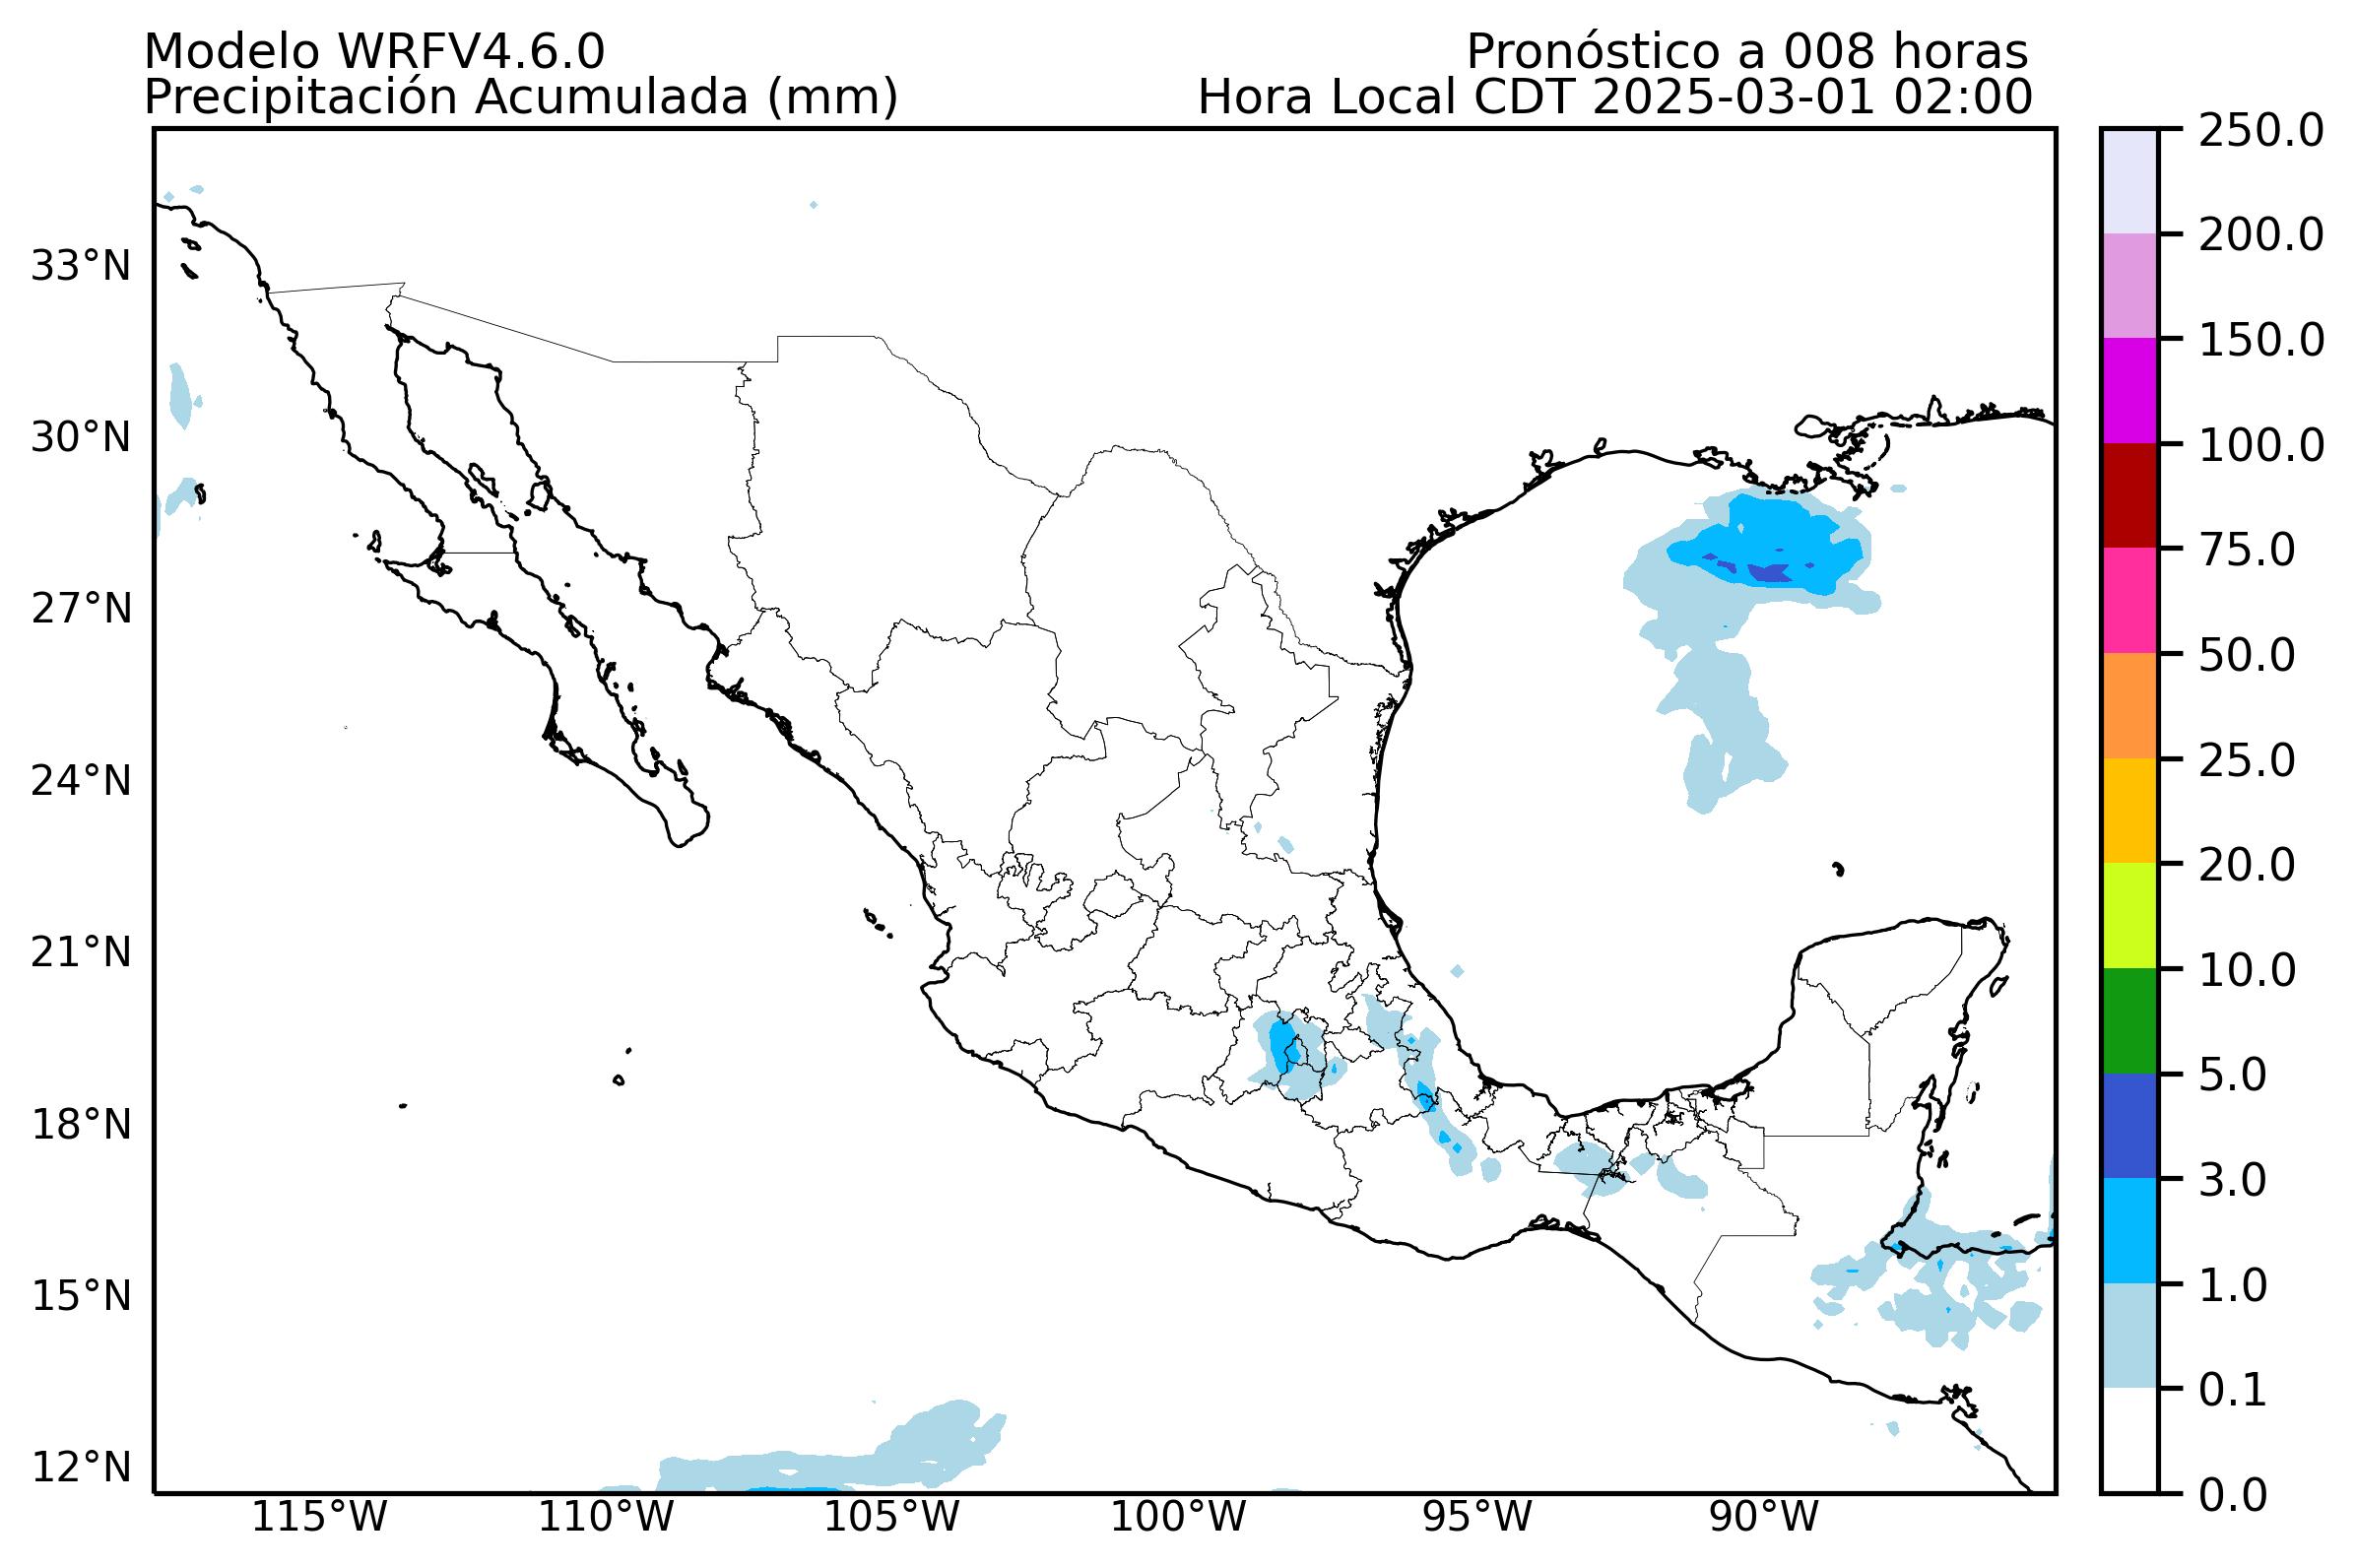 Modelo WRFV4.6.0
Pronóstico a 008 horas
Precipitación Acumulada (mm)
Hora Local CDT 2025-03-01 02:00
250.0
200.0
150.0
100.0
75.0
50.0
25.0
20.0
10.0
5.0
3.0
1.0
0.1
0.0
33°N
30°N
27°N
24°N
21°N
18°N
15°N
12°N
115°W
110°W
105°W
100°W
95°W
90°W